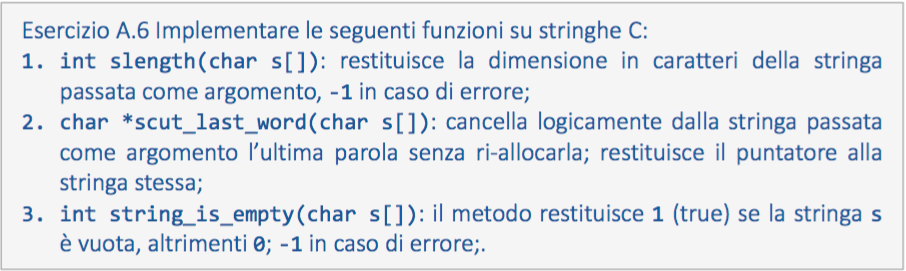 Esercizio A.6 Implementare le seguenti funzioni su stringhe C:
1. int slength(char s[]): restituisce la dimensione in caratteri della stringa
passata come argomento, -1 in caso di errore;
2. char *scut_last_word(char s[]): cancella logicamente dalla stringa passata
come argomento l’ultima parola senza ri-allocarla; restituisce il puntatore alla
stringa stessa;
3. int string_is_empty(char s[]): il metodo restituisce 1 (true) se la stringa s
è vuota, altrimenti 0; -1 in caso di errore;.